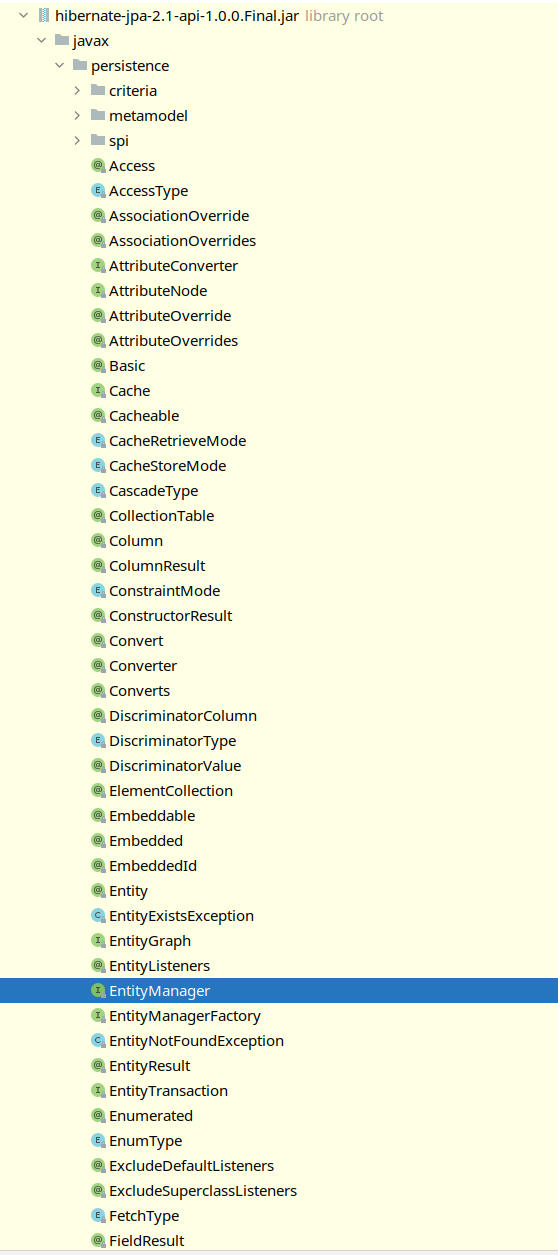 hibernate-jpa-2.1-api-1.0.0.Final.jar library root
javax
persistence
criteria
metamodel
spi
@ Access
E AccessType
@ AssociationOverride
@ AssociationOverrides
I AttributeConverter
I AttributeNode
@ AttributeOverride
@ AttributeOverrides
@ Basic
I Cache
@ Cacheable
E CacheRetrieveMode
E CacheStoreMode
E CascadeType
@ CollectionTable
@ Column
@ ColumnResult
E ConstraintMode
@ ConstructorResult
@ Convert
@ Converter
@ Converts
@ DiscriminatorColumn
E DiscriminatorType
@ DiscriminatorValue
@ ElementCollection
@ Embeddable
@ Embedded
@ EmbeddedId
@ Entity
C EntityExistsException
I EntityGraph
@ EntityListeners
I EntityManager
I EntityManagerFactory
C EntityNotFoundException
@ EntityResult
I EntityTransaction
@ Enumerated
E EnumType
@ ExcludeDefaultListeners
@ ExcludeSuperclassListeners
E FetchType
@ FieldResult